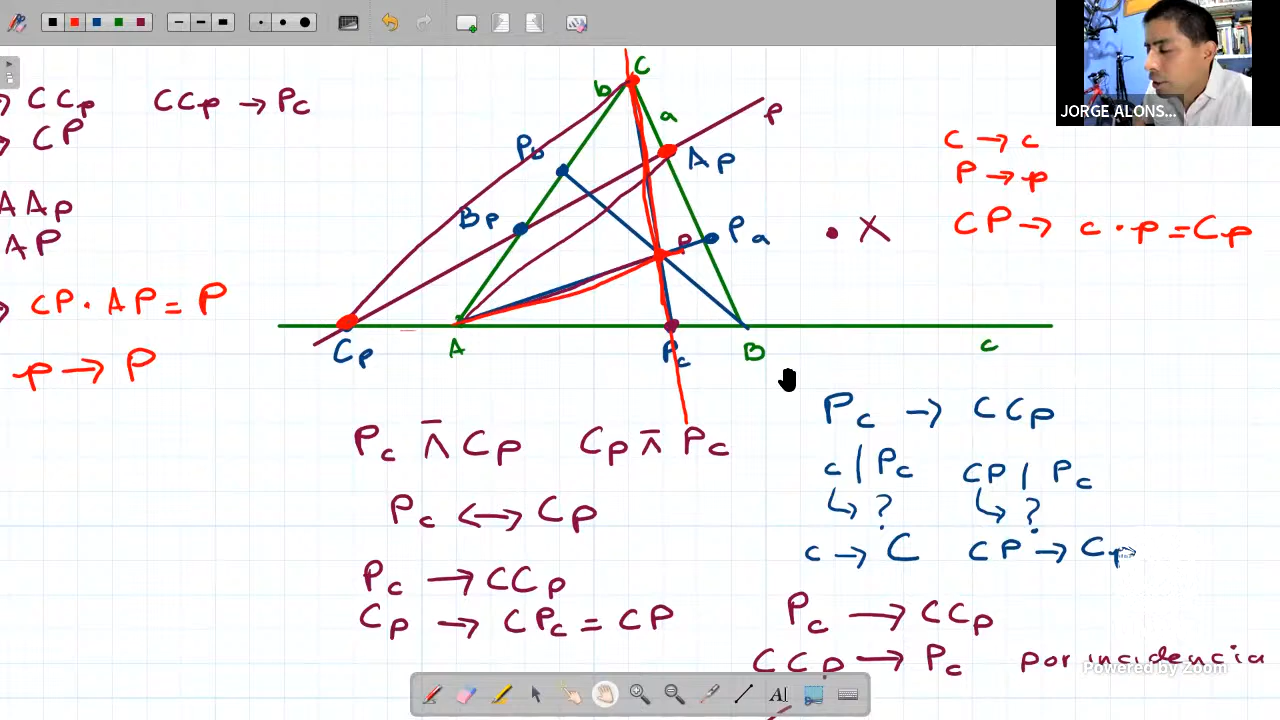 → CCp   CCp → Pc
→ CP
AAp
AP
→ CP · AP = P
p → P
C
b
a
p
Pb
Ap
Bp
P
Pa
X
Cp
A
Pc
B
c
JORGE ALONS...
C → c
P → p
CP → c · p = Cp
Pc ⊼ Cp   Cp ⊼ Pc
Pc ↔ Cp
Pc → CCp
Cp → CPc = CP
Pc → CCp
c | Pc   CP | Pc
↳ ?   ↳ ?
c → C   CP → Cp
Pc → CCp
CCp → Pc   por incidencia
Powered by Zoom
AI